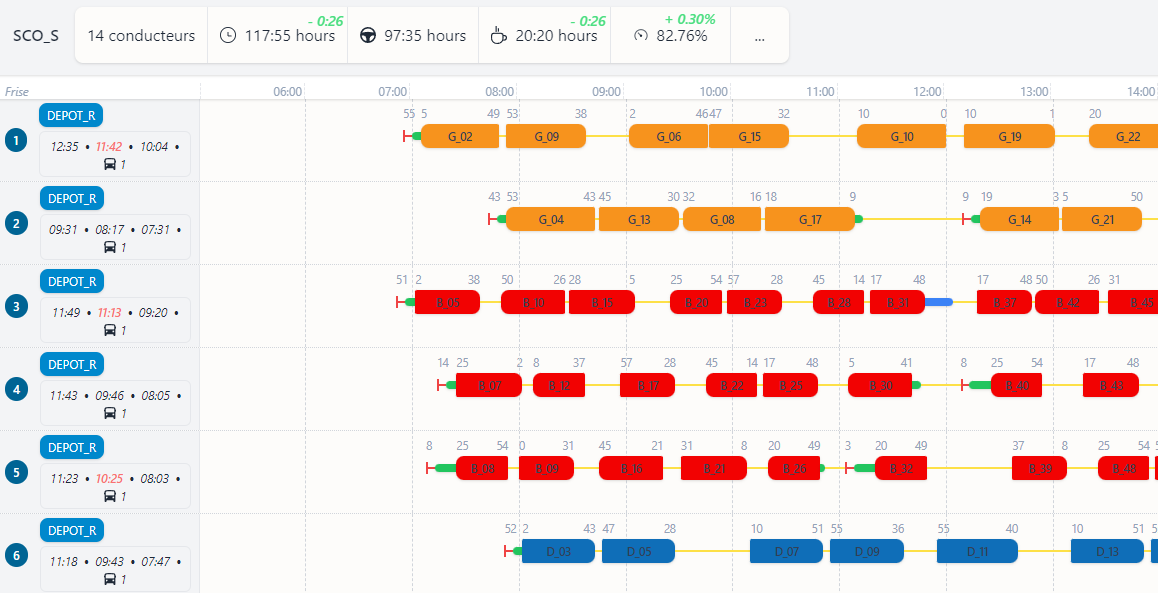 SCO_S
14 conducteurs
- 0:26
117:55 hours
97:35 hours
- 0:26
20:20 hours
+ 0.30%
82.76%
...
Frise 06:00 07:00 08:00 09:00 10:00 11:00 12:00 13:00 14:00
1
DEPOT_R
12:35 • 11:42 • 10:04 •
1
55 5 49 53 38 2 46 47 32 10 0 10 1 20
G_02 G_09 G_06 G_15 G_10 G_19 G_22
2
DEPOT_R
09:31 • 08:17 • 07:31 •
1
43 53 43 45 30 32 16 18 9 9 19 3 5 50
G_04 G_13 G_08 G_17 G_14 G_21
3
DEPOT_R
11:49 • 11:13 • 09:20 •
1
51 2 38 50 26 28 5 25 54 57 28 45 14 17 48 17 48 50 26 31
B_05 B_10 B_15 B_20 B_23 B_28 B_31 B_37 B_42 B_45
4
DEPOT_R
11:43 • 09:46 • 08:05 •
1
14 25 2 8 37 57 28 45 14 17 48 5 41 8 25 54 17 48
B_07 B_12 B_17 B_22 B_25 B_30 B_40 B_43
5
DEPOT_R
11:23 • 10:25 • 08:03 •
1
8 25 54 0 31 45 21 31 8 20 49 3 20 49 37 8 25 54
B_08 B_09 B_16 B_21 B_26 B_32 B_39 B_48
6
DEPOT_R
11:18 • 09:43 • 07:47 •
1
52 2 43 47 28 10 51 55 36 55 40 10 51 5
D_03 D_05 D_07 D_09 D_11 D_13